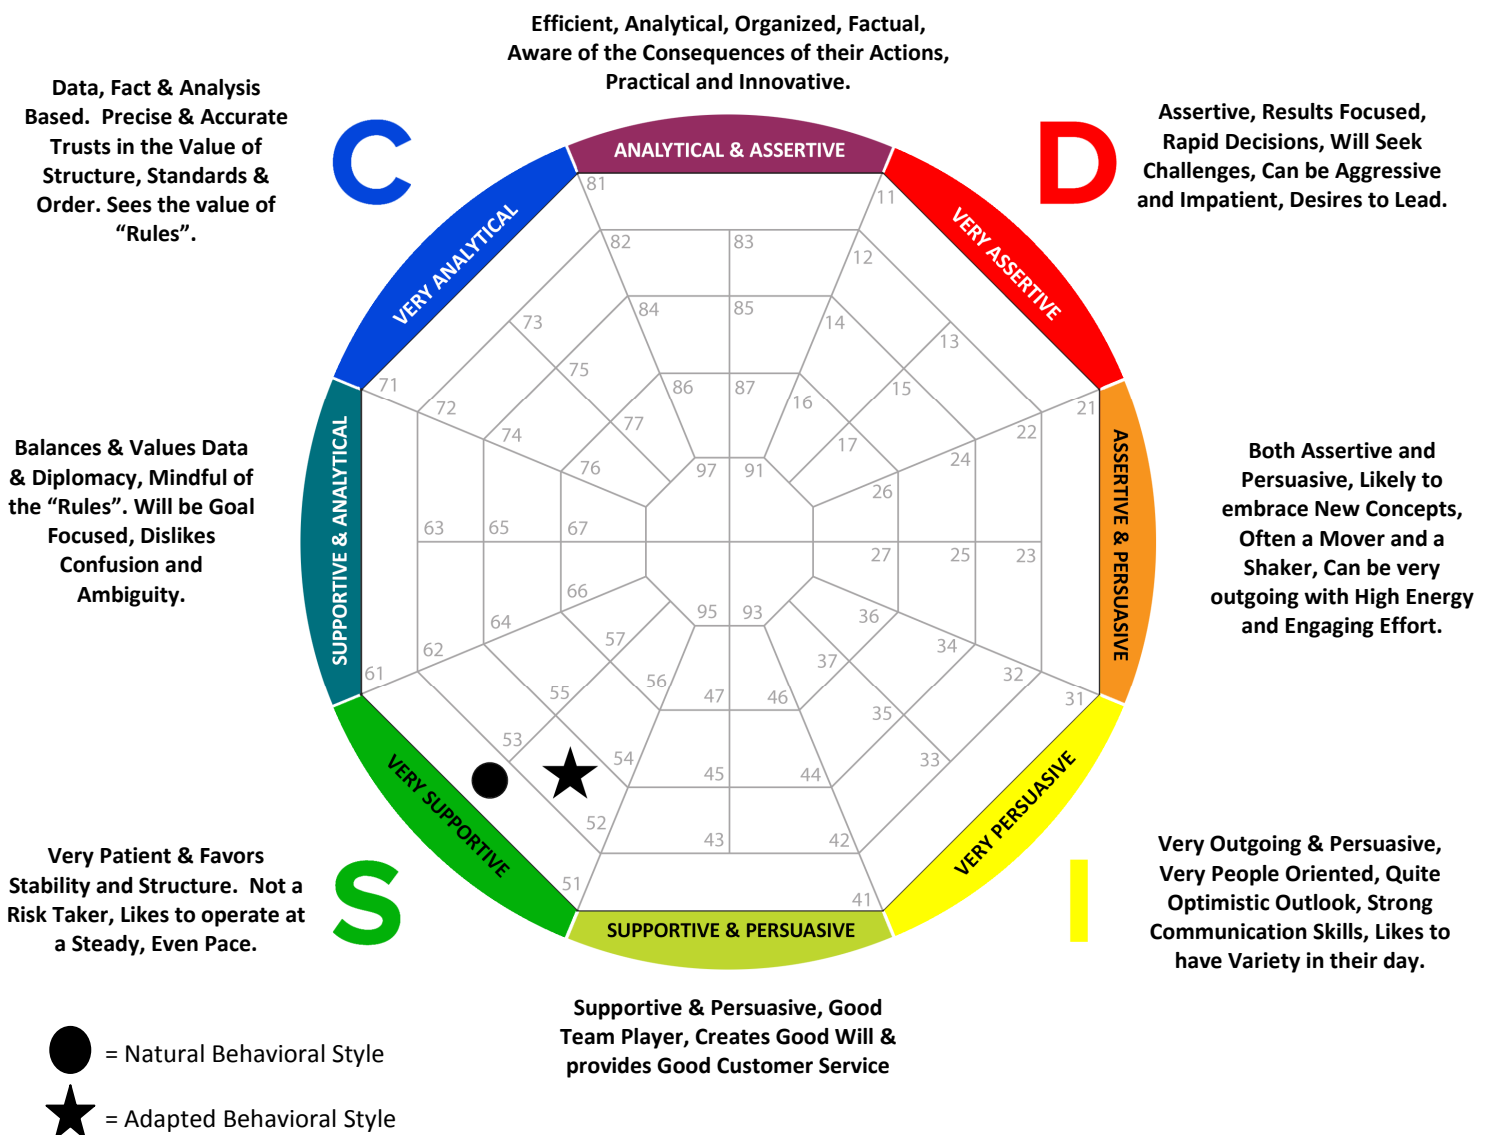 Efficient, Analytical, Organized, Factual,
Aware of the Consequences of their Actions,
Practical and Innovative.
Data, Fact & Analysis
Based.  Precise & Accurate
Trusts in the Value of
Structure, Standards &
Order. Sees the value of
“Rules”.
C
D
Assertive, Results Focused,
Rapid Decisions, Will Seek
Challenges, Can be Aggressive
and Impatient, Desires to Lead.
ANALYTICAL & ASSERTIVE
VERY ANALYTICAL
VERY ASSERTIVE
81
11
82 83
12
84 85
14
73
13
75
15
71
86 87
16
72
21
77
17
22
74
24
76
97 91
26
63 65 67
27 25 23
66
95 93
36
64
34
62
57
37
32
61
56
47 46
31
55
35
53
54
45 44
33
52
43 42
51
41
Balances & Values Data
& Diplomacy, Mindful of
the “Rules”. Will be Goal
Focused, Dislikes
Confusion and
Ambiguity.
SUPPORTIVE & ANALYTICAL
ASSERTIVE & PERSUASIVE
Both Assertive and
Persuasive, Likely to
embrace New Concepts,
Often a Mover and a
Shaker, Can be very
outgoing with High Energy
and Engaging Effort.
VERY SUPPORTIVE
VERY PERSUASIVE
Very Patient & Favors
Stability and Structure.  Not a
Risk Taker, Likes to operate at
a Steady, Even Pace.
S
SUPPORTIVE & PERSUASIVE
I
Very Outgoing & Persuasive,
Very People Oriented, Quite
Optimistic Outlook, Strong
Communication Skills, Likes to
have Variety in their day.
Supportive & Persuasive, Good
Team Player, Creates Good Will &
provides Good Customer Service
= Natural Behavioral Style
= Adapted Behavioral Style